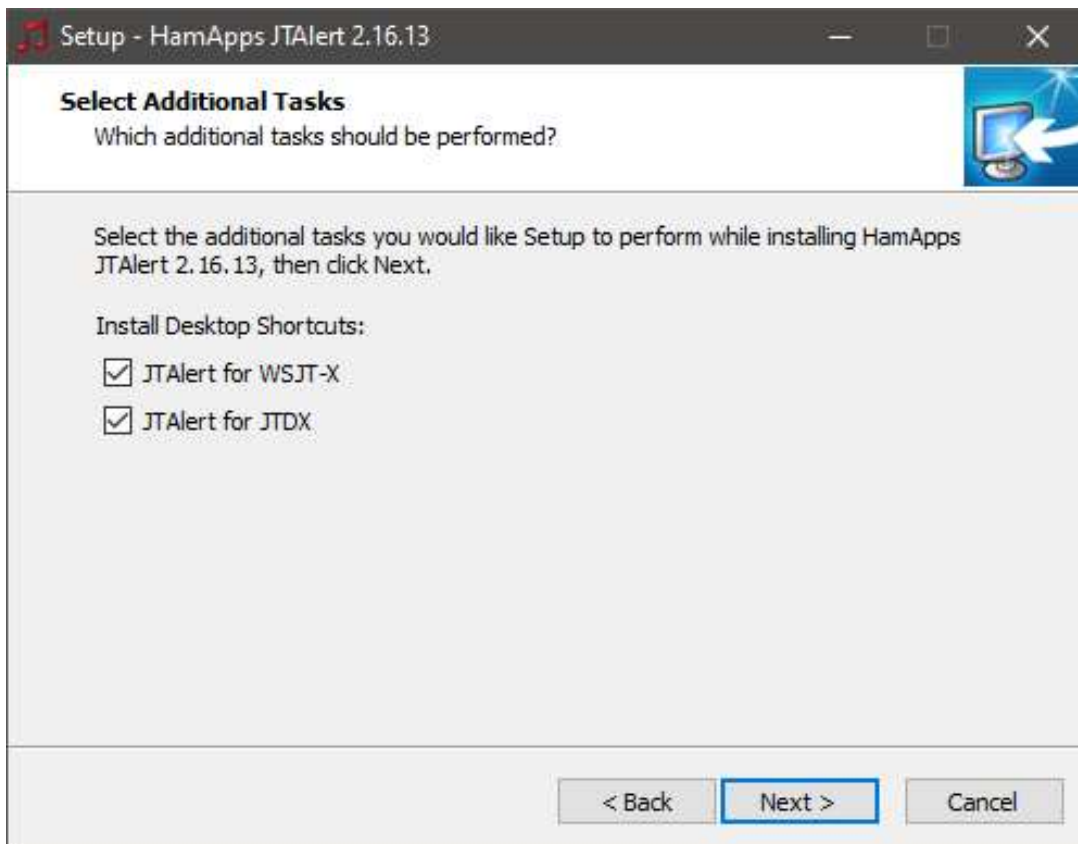 Setup - HamApps JTAlert 2.16.13
Select Additional Tasks
Which additional tasks should be performed?
Select the additional tasks you would like Setup to perform while installing HamApps
JTAlert 2.16.13, then click Next.
Install Desktop Shortcuts:
JTAlert for WSJT-X
JTAlert for JTDX
< Back
Next >
Cancel